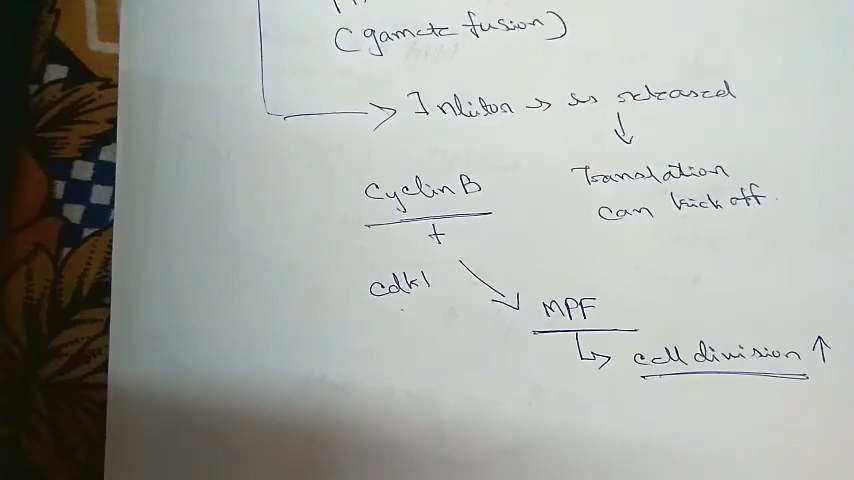 (gamete fusion)
Inhibitor → is released
↓
Translation
can kick off.
Cyclin B
+
cdk1
MPF
cell division ↑